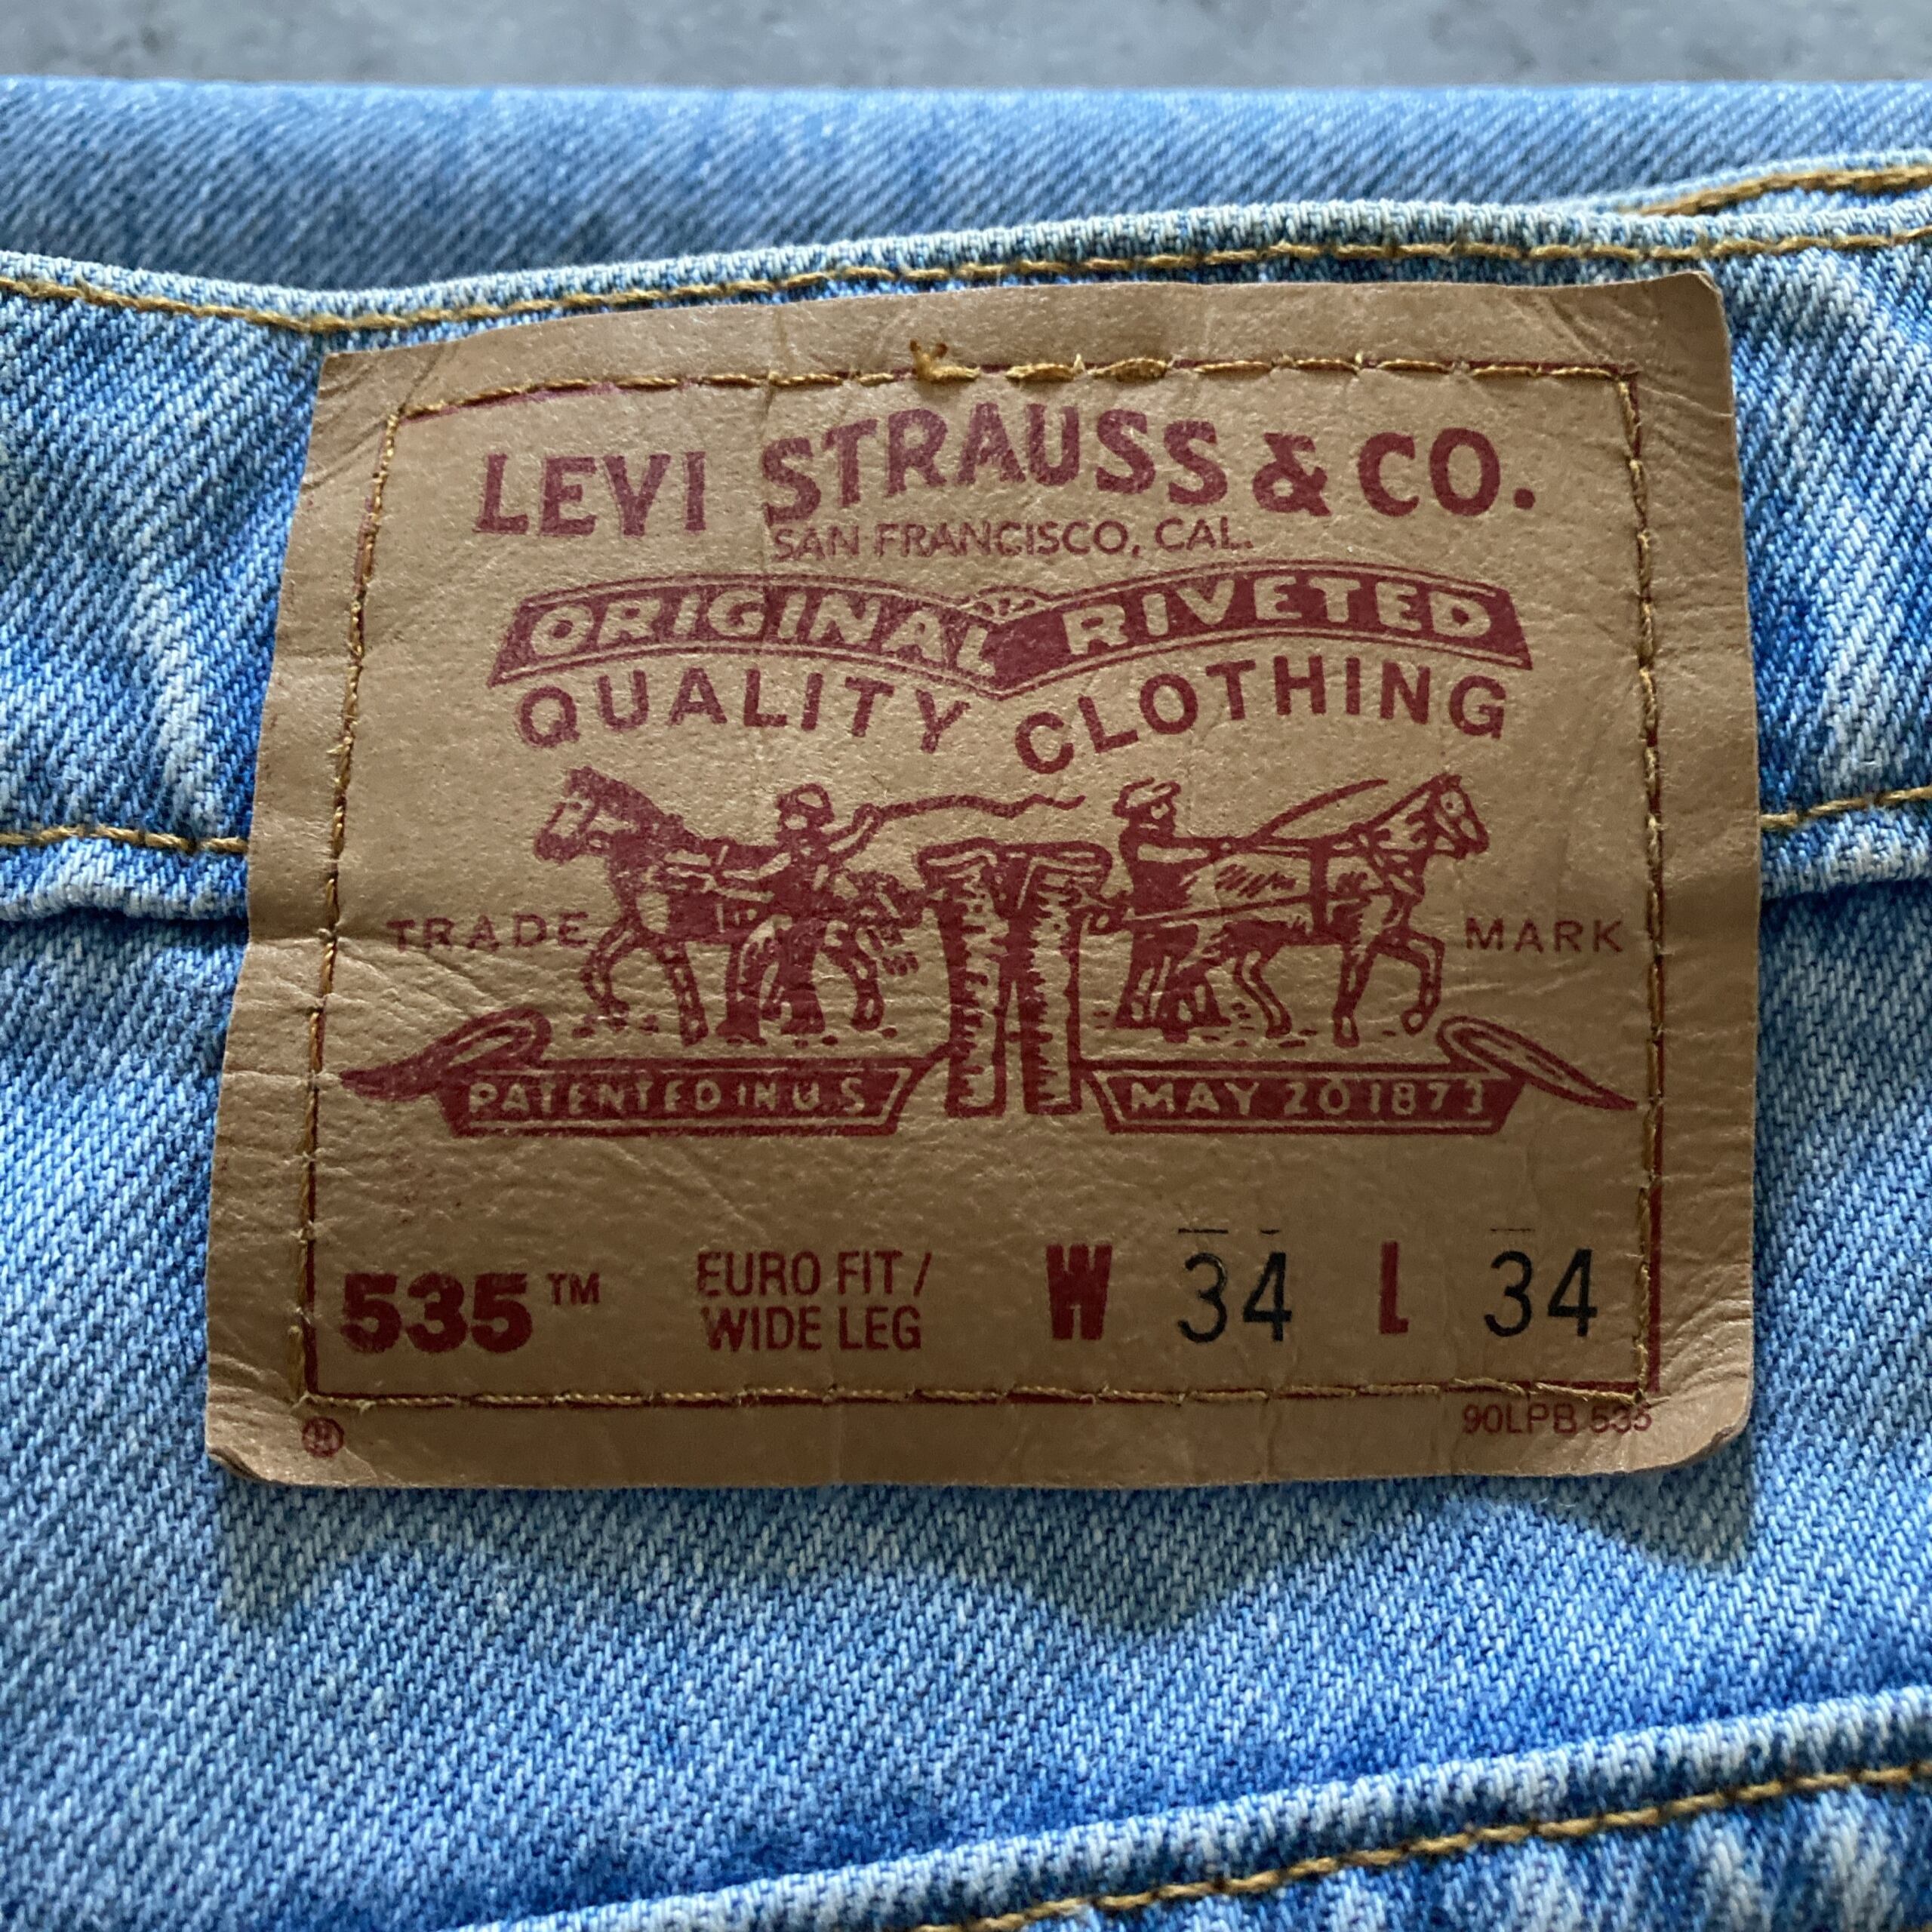 LEVI STRAUSS & CO.
SAN FRANCISCO, CAL.
ORIGINAL RIVETED
QUALITY CLOTHING
TRADE MARK
PATENTED IN U.S. MAY 20 1873
535™ EURO FIT / WIDE LEG W 34 L 34
90LPB 535